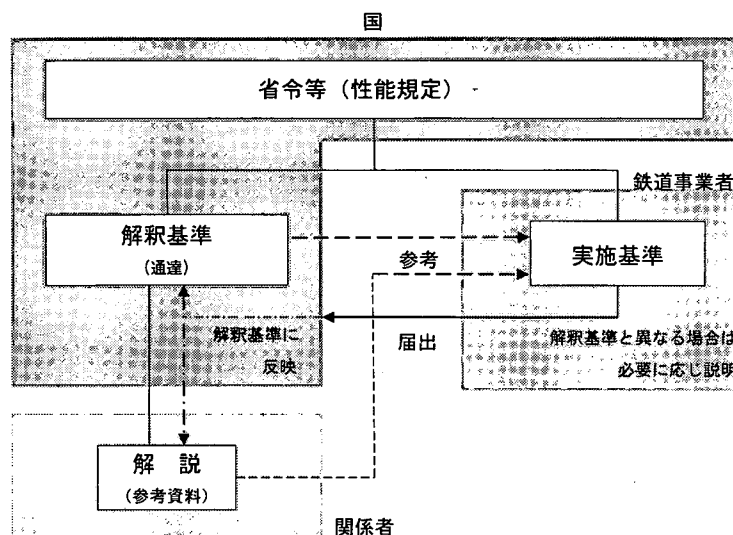 国
省令等（性能規定）
鉄道事業者
解釈基準
（通達）
参考
実施基準
解釈基準に
反映
届出
解釈基準と異なる場合は
必要に応じ説明
解　説
（参考資料）
関係者